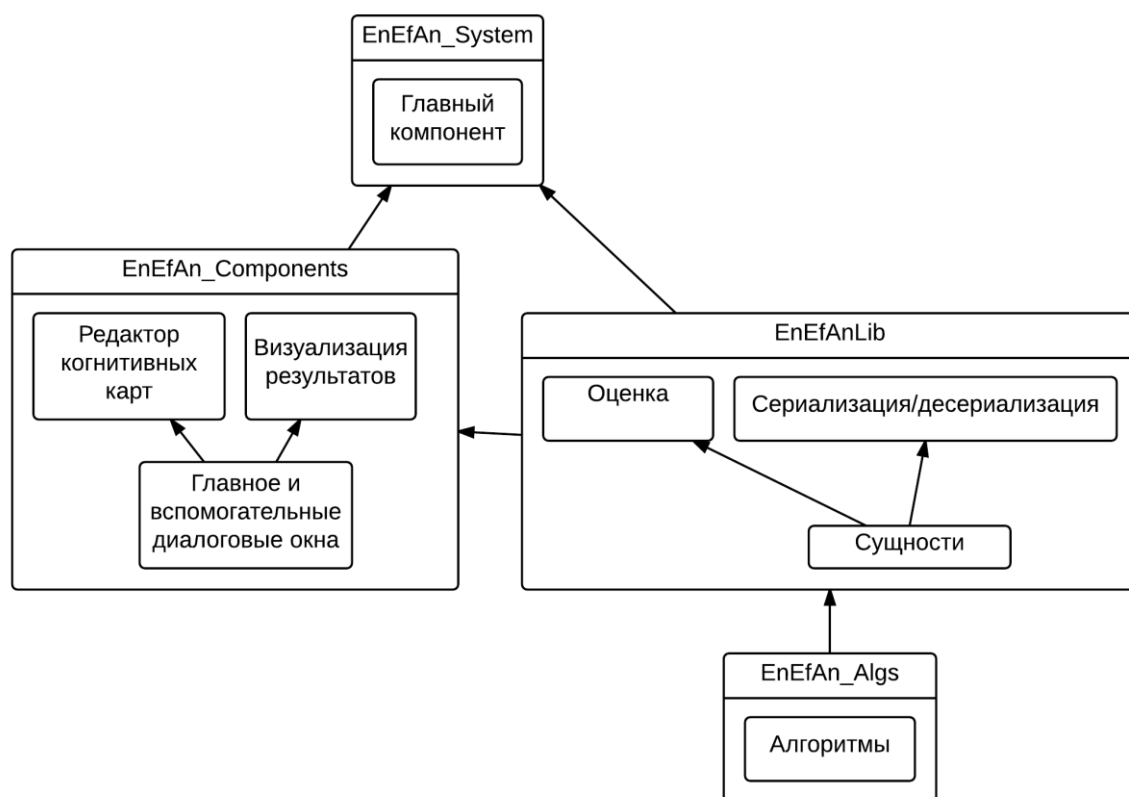 EnEfAn_System
Главный
компонент
EnEfAn_Components
Редактор
когнитивных
карт
Визуализация
результатов
Главное и
вспомогательные
диалоговые окна
EnEfAnLib
Оценка
Сериализация/десериализация
Сущности
EnEfAn_Algs
Алгоритмы